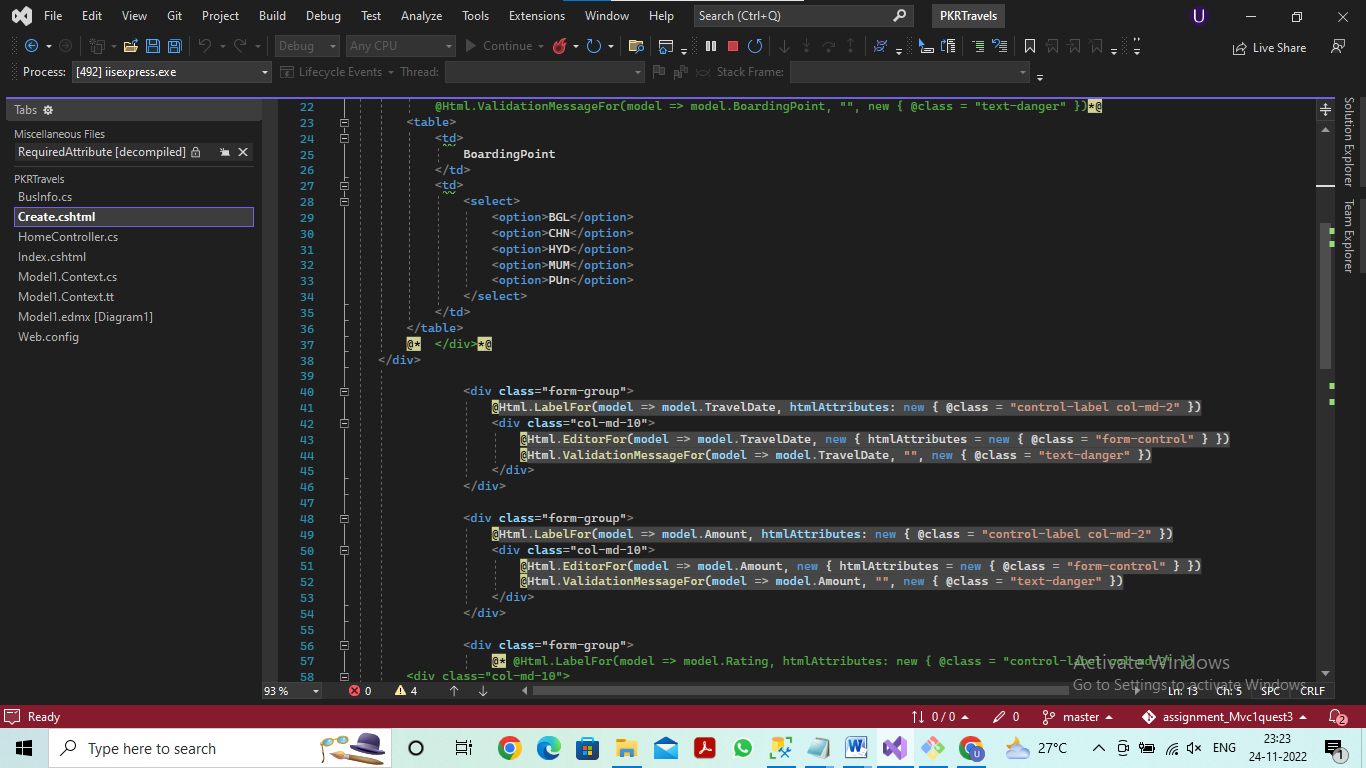 File Edit View Git Project Build Debug Test Analyze Tools Extensions Window Help Search (Ctrl+Q) PKRTravels U
Debug Any CPU Continue Live Share
Process: [492] iisexpress.exe Lifecycle Events Thread: Stack Frame:
Tabs
Miscellaneous Files
RequiredAttribute [decompiled]
PKRTravels
BusInfo.cs
Create.cshtml
HomeController.cs
Index.cshtml
Model1.Context.cs
Model1.Context.tt
Model1.edmx [Diagram1]
Web.config
22 @Html.ValidationMessageFor(model => model.BoardingPoint, "", new { @class = "text-danger" })*@
23 <table>
24 <td>
25 BoardingPoint
26 </td>
27 <td>
28 <select>
29 <option>BGL</option>
30 <option>CHN</option>
31 <option>HYD</option>
32 <option>MUM</option>
33 <option>PUn</option>
34 </select>
35 </td>
36 </table>
37 @* </div>*@
38 </div>
39
40 <div class="form-group">
41 @Html.LabelFor(model => model.TravelDate, htmlAttributes: new { @class = "control-label col-md-2" })
42 <div class="col-md-10">
43 @Html.EditorFor(model => model.TravelDate, new { htmlAttributes = new { @class = "form-control" } })
44 @Html.ValidationMessageFor(model => model.TravelDate, "", new { @class = "text-danger" })
45 </div>
46 </div>
47
48 <div class="form-group">
49 @Html.LabelFor(model => model.Amount, htmlAttributes: new { @class = "control-label col-md-2" })
50 <div class="col-md-10">
51 @Html.EditorFor(model => model.Amount, new { htmlAttributes = new { @class = "form-control" } })
52 @Html.ValidationMessageFor(model => model.Amount, "", new { @class = "text-danger" })
53 </div>
54 </div>
55
56 <div class="form-group">
57 @* @Html.LabelFor(model => model.Rating, htmlAttributes: new { @class = "control-label col-md-2" })
58 <div class="col-md-10">
Solution Explorer
Team Explorer
Activate Windows
Go to Settings to activate Windows.
93 % 0 4 Ln: 13 Ch: 5 SPC CRLF
Ready 0 / 0 0 master assignment_Mvc1quest3 2
Type here to search 27°C ENG 23:23
24-11-2022 1